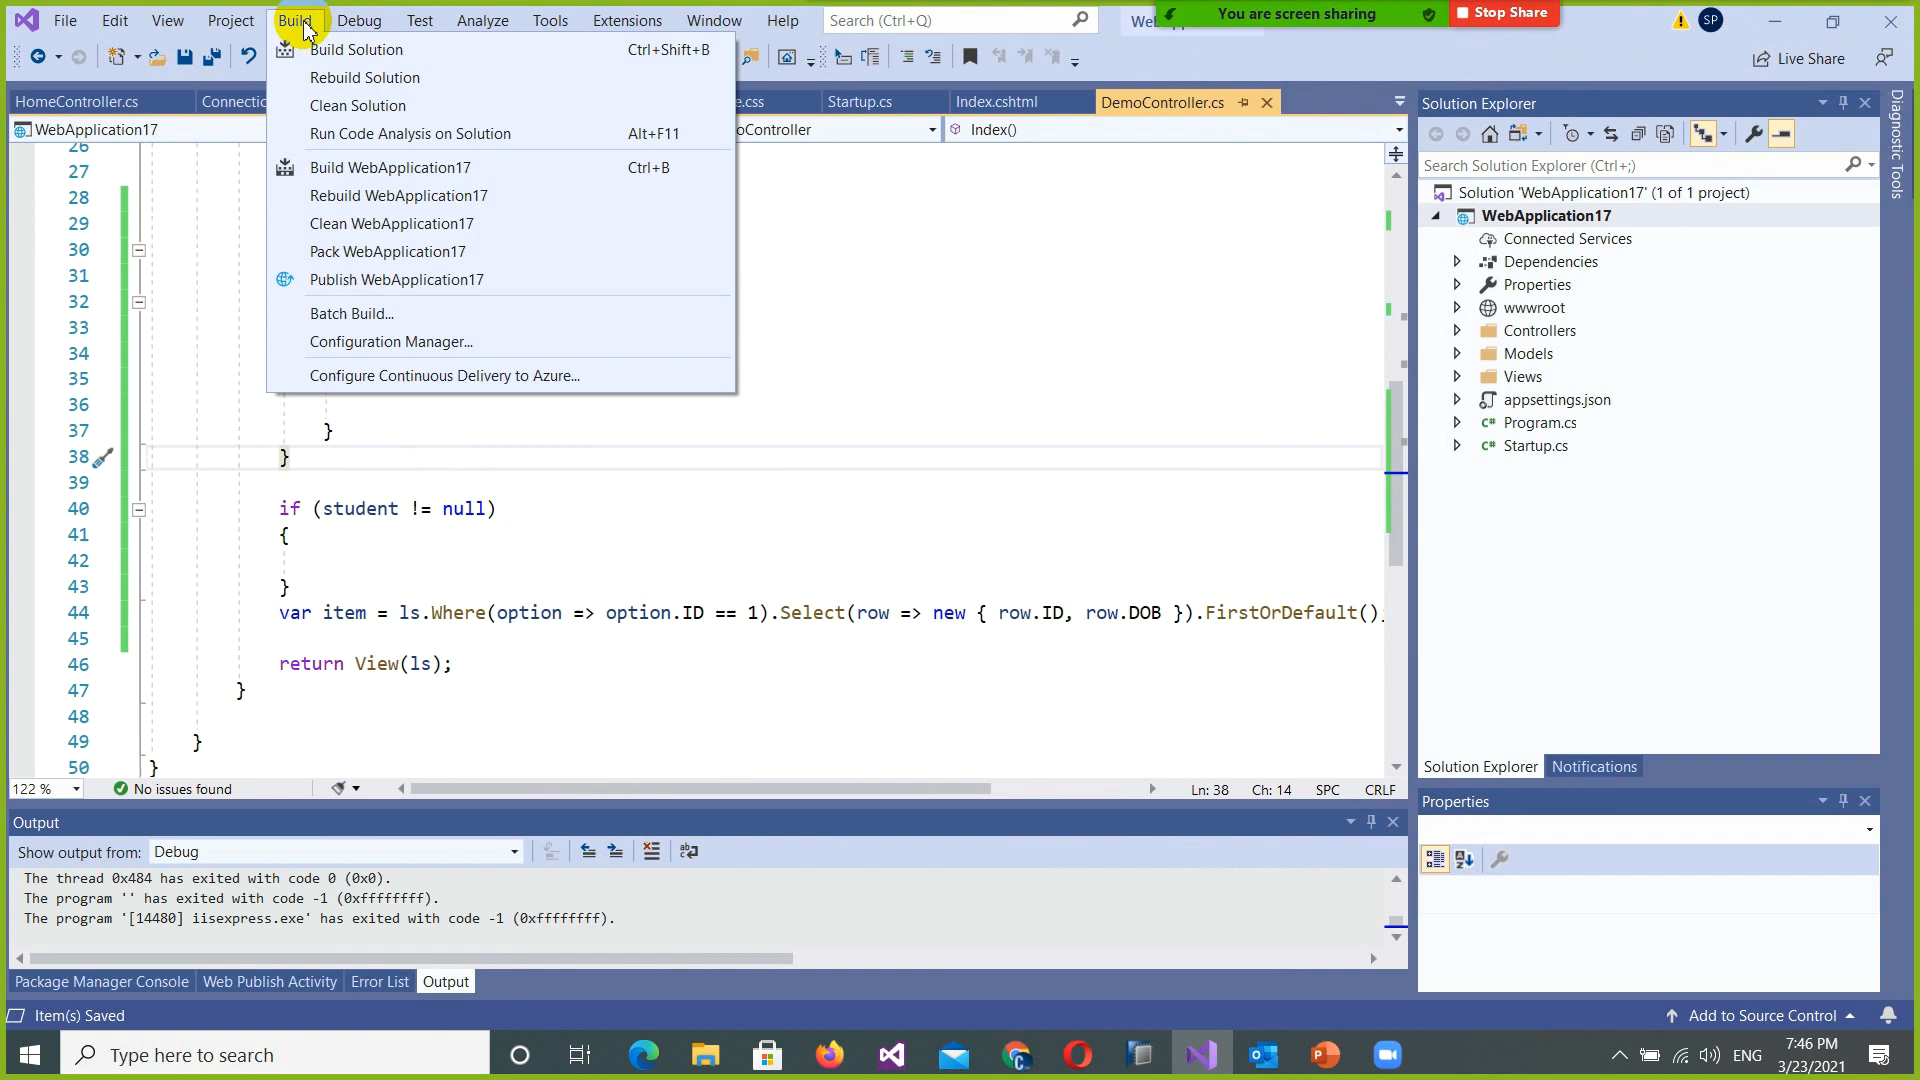 File Edit View Project Build Debug Test Analyze Tools Extensions Window Help Search (Ctrl+Q)
You are screen sharing Stop Share
SP
Live Share
Build Solution Ctrl+Shift+B
Rebuild Solution
Clean Solution
Run Code Analysis on Solution Alt+F11
Build WebApplication17 Ctrl+B
Rebuild WebApplication17
Clean WebApplication17
Pack WebApplication17
Publish WebApplication17
Batch Build...
Configuration Manager...
Configure Continuous Delivery to Azure...
HomeController.cs Startup.cs Index.cshtml DemoController.cs
WebApplication17 Index()
26
27
28
29
30
31
32
33
34
35
36
37 }
38 }
39
40 if (student != null)
41 {
42
43 }
44 var item = ls.Where(option => option.ID == 1).Select(row => new { row.ID, row.DOB }).FirstOrDefault();
45
46 return View(ls);
47 }
48
49 }
50 }
122 % No issues found Ln: 38 Ch: 14 SPC CRLF
Output
Show output from: Debug
The thread 0x484 has exited with code 0 (0x0).
The program '' has exited with code -1 (0xffffffff).
The program '[14480] iisexpress.exe' has exited with code -1 (0xffffffff).
Package Manager Console Web Publish Activity Error List Output
Solution Explorer
Search Solution Explorer (Ctrl+;)
Solution 'WebApplication17' (1 of 1 project)
WebApplication17
Connected Services
Dependencies
Properties
wwwroot
Controllers
Models
Views
appsettings.json
C# Program.cs
C# Startup.cs
Solution Explorer Notifications
Properties
Diagnostic Tools
Item(s) Saved Add to Source Control
Type here to search
ENG
7:46 PM
3/23/2021